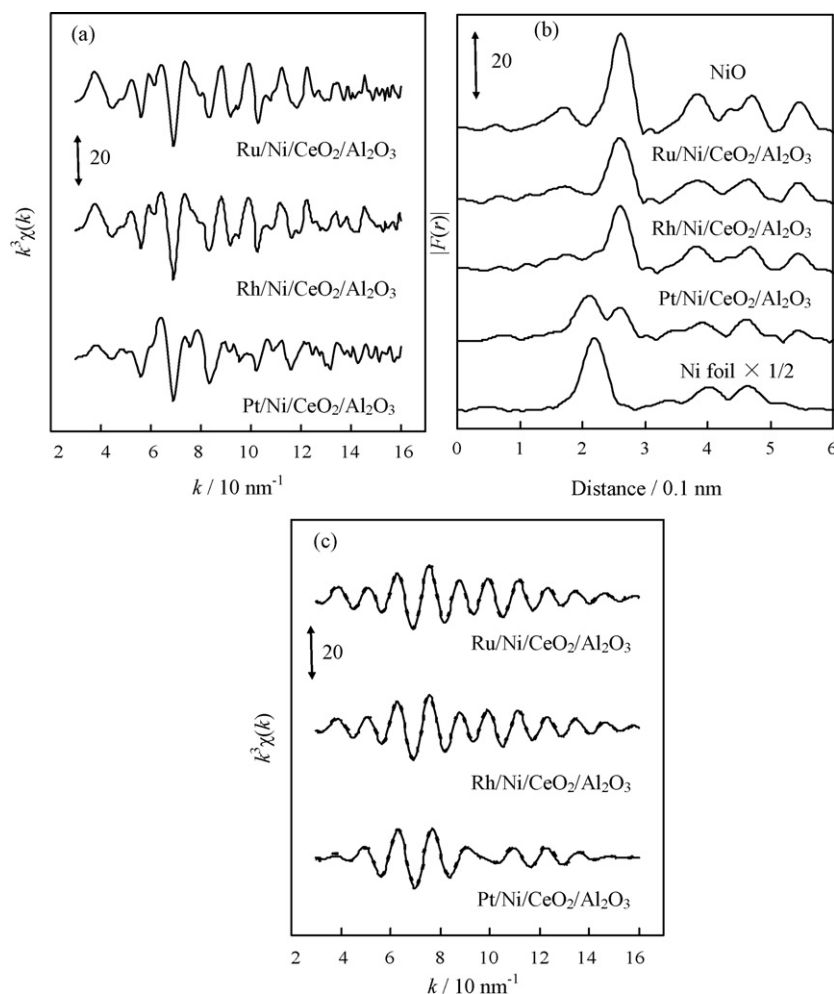 (a)
20
Ru/Ni/CeO₂/Al₂O₃
Rh/Ni/CeO₂/Al₂O₃
Pt/Ni/CeO₂/Al₂O₃
k³χ(k)
2 4 6 8 10 12 14 16
k / 10 nm⁻¹
(b)
20
NiO
Ru/Ni/CeO₂/Al₂O₃
Rh/Ni/CeO₂/Al₂O₃
Pt/Ni/CeO₂/Al₂O₃
Ni foil × 1/2
|F(r)|
0 1 2 3 4 5 6
Distance / 0.1 nm
(c)
20
Ru/Ni/CeO₂/Al₂O₃
Rh/Ni/CeO₂/Al₂O₃
Pt/Ni/CeO₂/Al₂O₃
k³χ(k)
2 4 6 8 10 12 14 16
k / 10 nm⁻¹